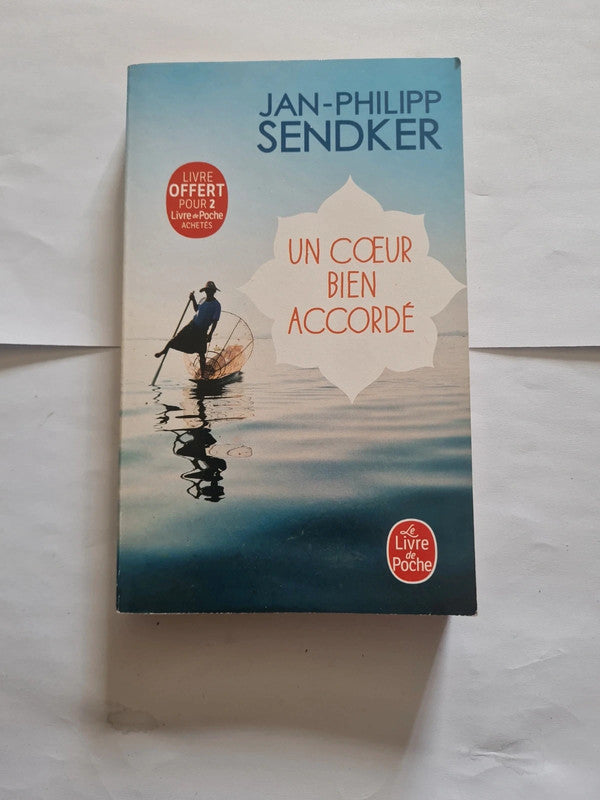 JAN-PHILIPP
SENDKER
LIVRE
OFFERT
POUR 2
Livre de Poche
ACHETÉS
UN CŒUR
BIEN
ACCORDÉ
Le
Livre
de
Poche